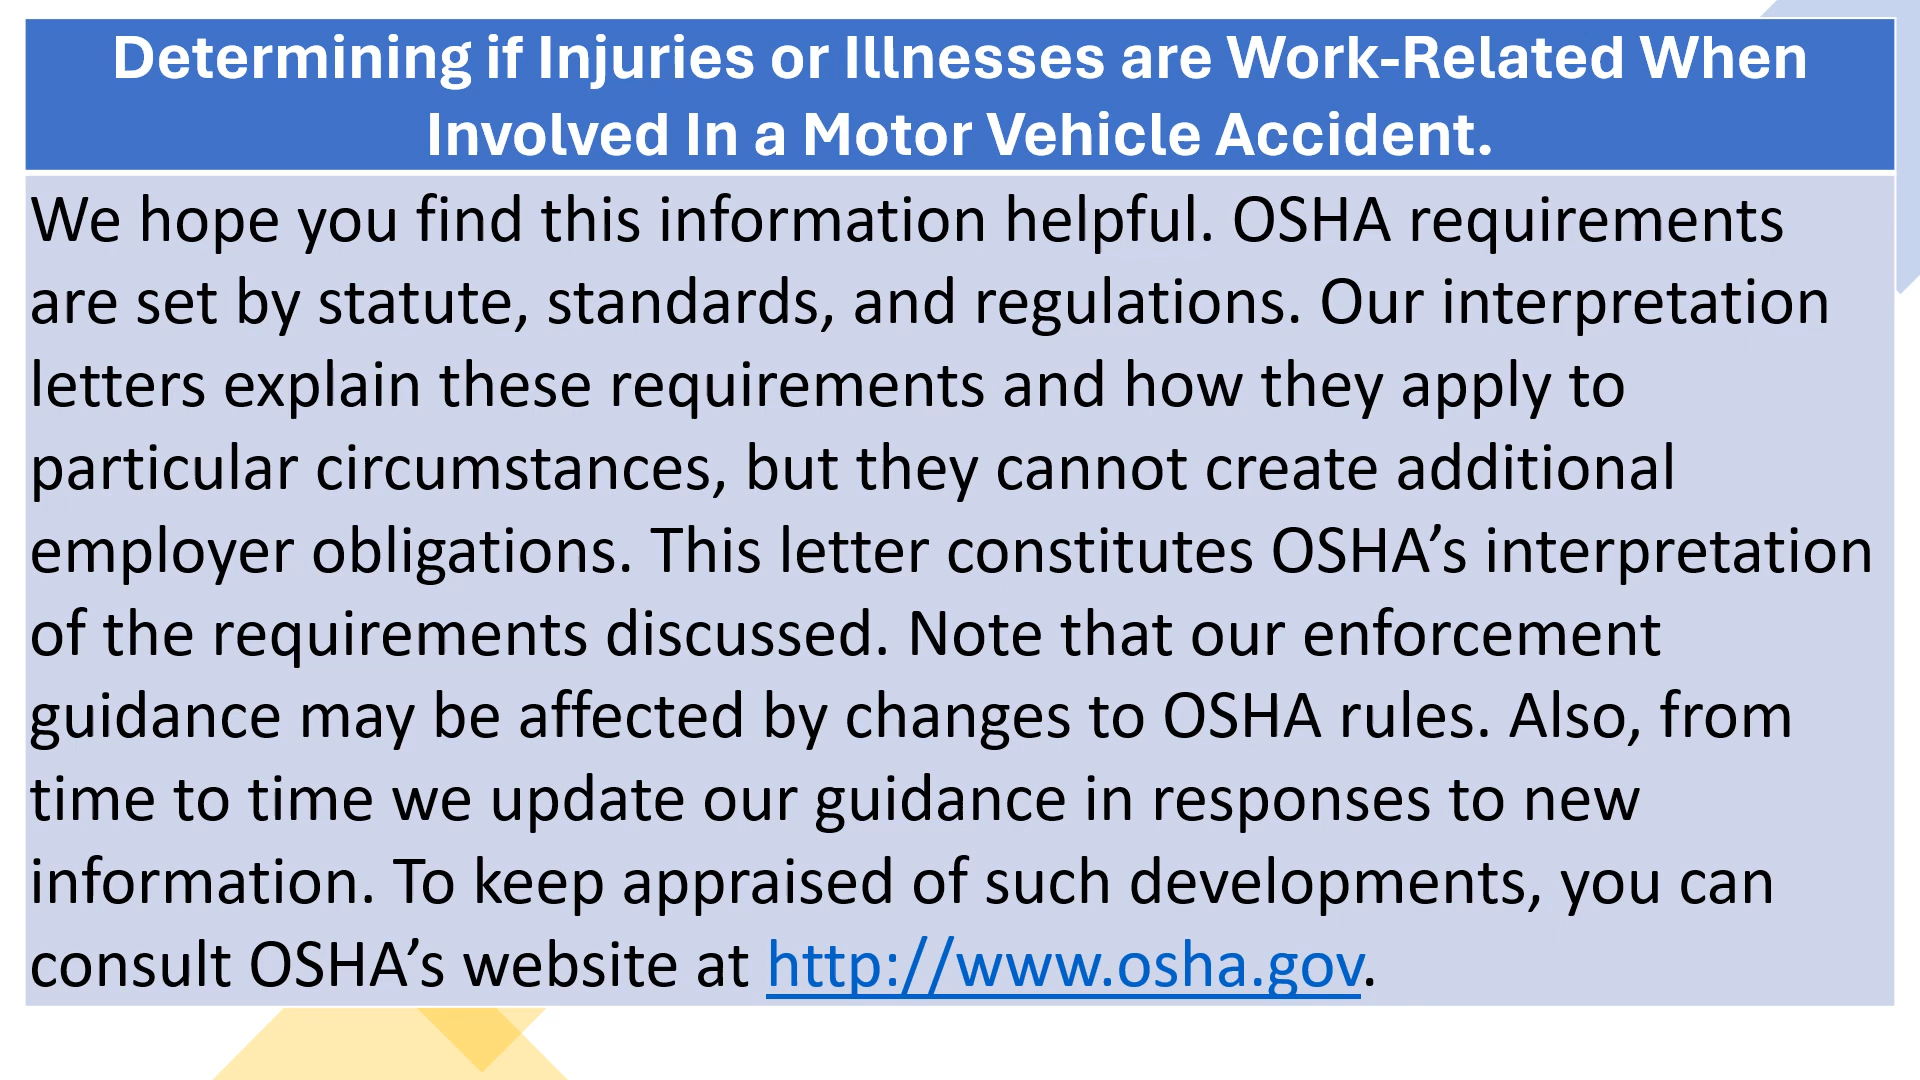 Determining if Injuries or Illnesses are Work-Related When
Involved In a Motor Vehicle Accident.
We hope you find this information helpful. OSHA requirements
are set by statute, standards, and regulations. Our interpretation
letters explain these requirements and how they apply to
particular circumstances, but they cannot create additional
employer obligations. This letter constitutes OSHA’s interpretation
of the requirements discussed. Note that our enforcement
guidance may be affected by changes to OSHA rules. Also, from
time to time we update our guidance in responses to new
information. To keep appraised of such developments, you can
consult OSHA’s website at http://www.osha.gov.